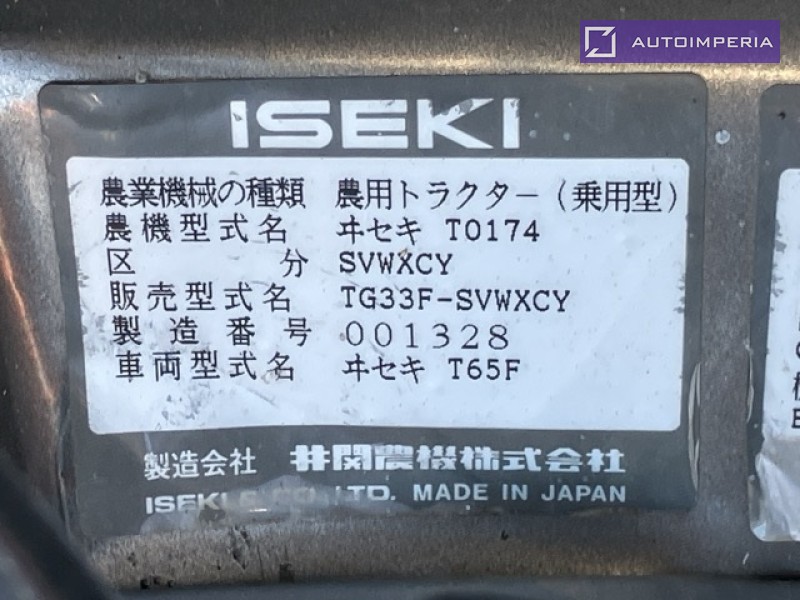 AUTOIMPERIA
ISEKI
農業機械の種類 農用トラクター(乗用型)
農機型式名 ヰセキ T0174
区分 SVWXCY
販売型式名 TG33F-SVWXCY
製造番号 001328
車両型式名 ヰセキ T65F
製造会社 井関農機株式会社
ISEKI & CO., LTD. MADE IN JAPAN